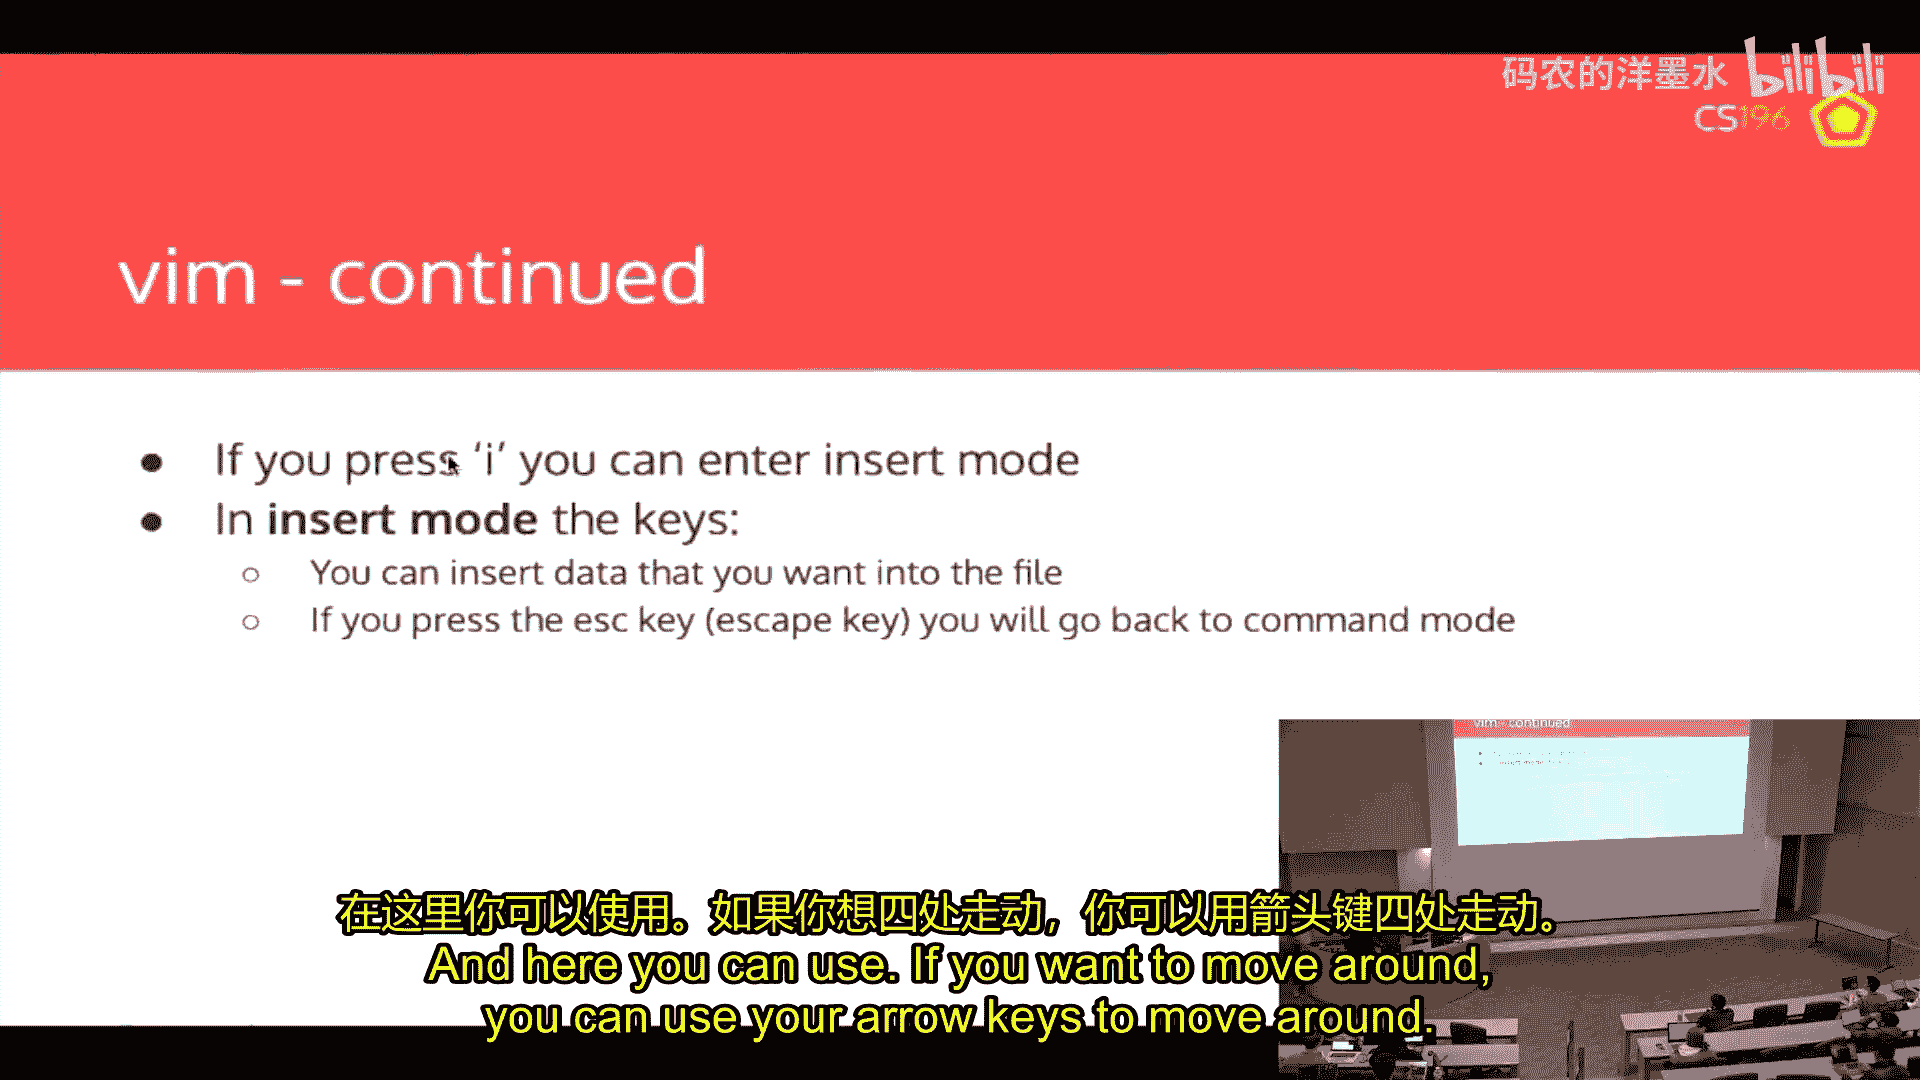 码农的洋墨水 bilibili
CS196
vim - continued
If you press ‘i’ you can enter insert mode
In insert mode the keys:
You can insert data that you want into the file
If you press the esc key (escape key) you will go back to command mode
vim - continued
在这里你可以使用。如果你想四处走动，你可以用箭头键四处走动。
And here you can use. If you want to move around,
you can use your arrow keys to move around.